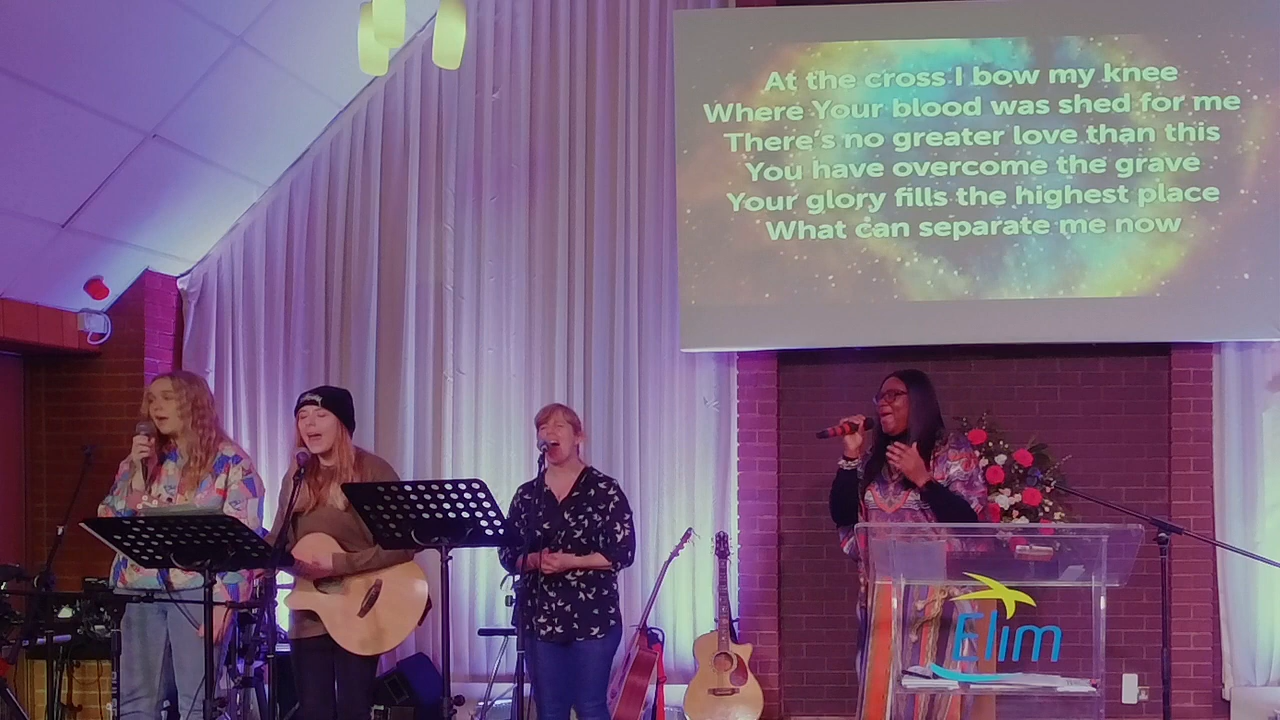 At the cross I bow my knee
Where Your blood was shed for me
There's no greater love than this
You have overcome the grave
Your glory fills the highest place
What can separate me now
Elim